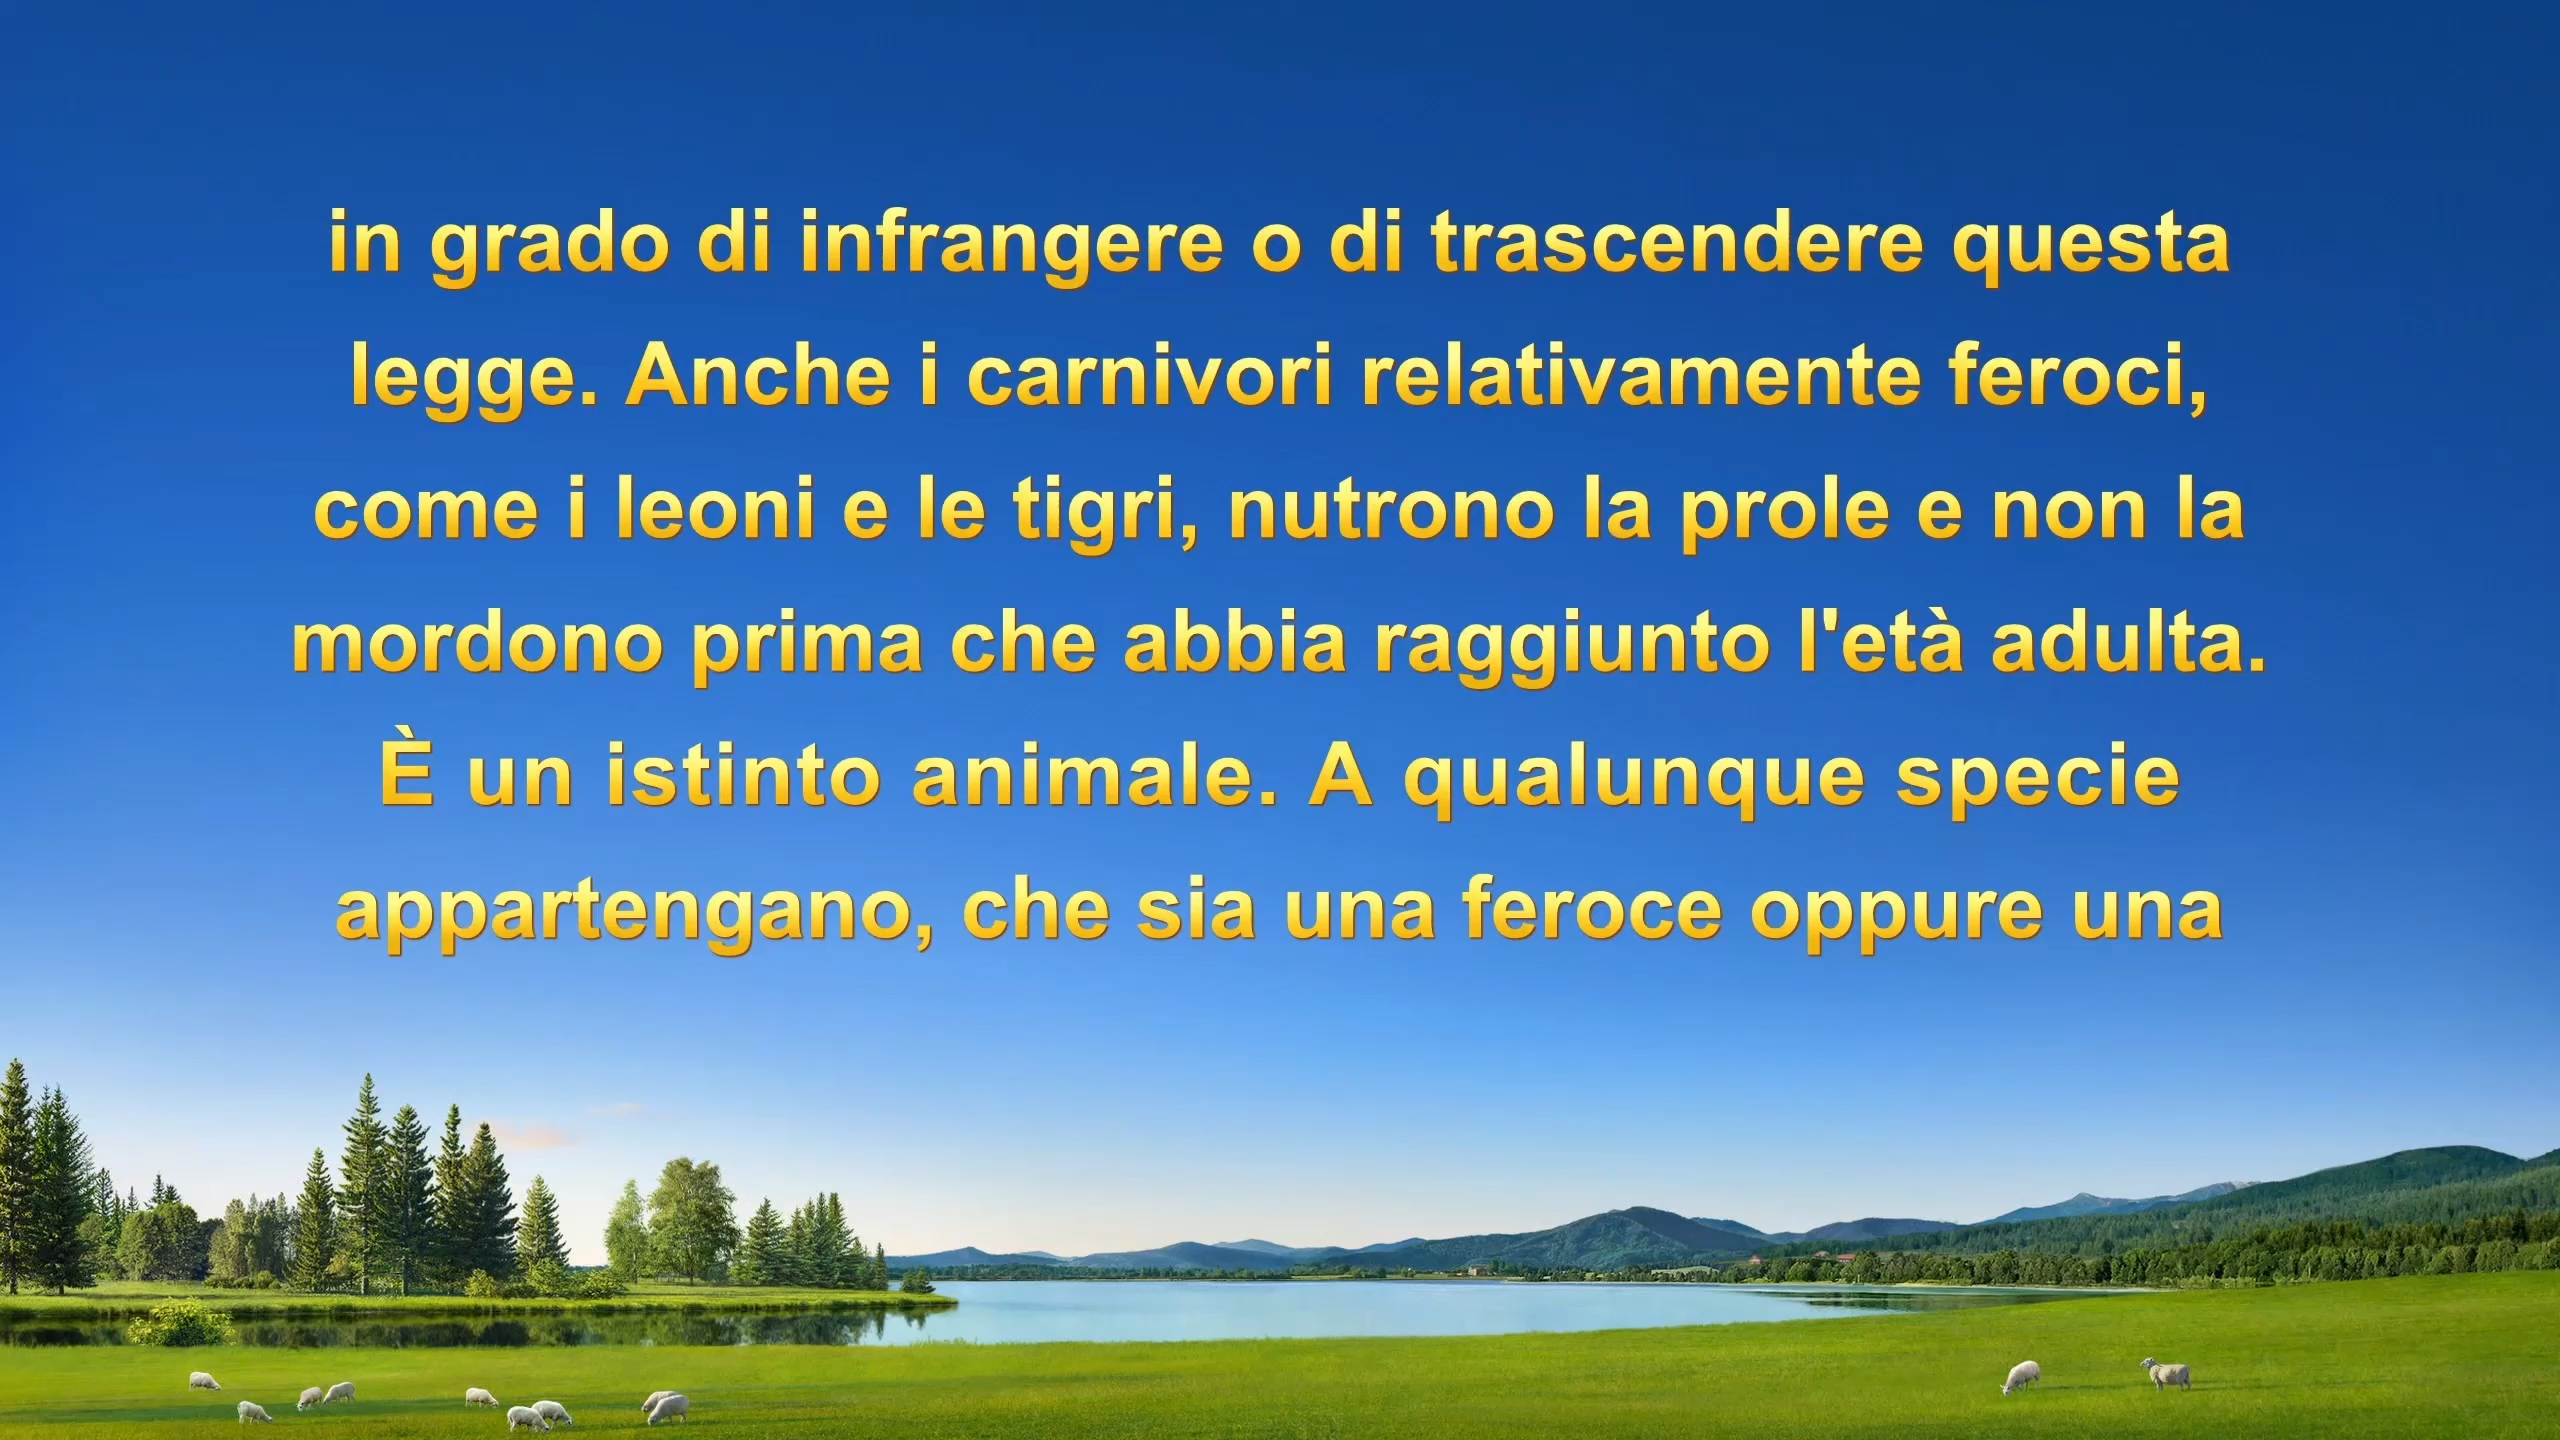 in grado di infrangere o di trascendere questa
legge. Anche i carnivori relativamente feroci,
come i leoni e le tigri, nutrono la prole e non la
mordono prima che abbia raggiunto l'età adulta.
È un istinto animale. A qualunque specie
appartengano, che sia una feroce oppure una